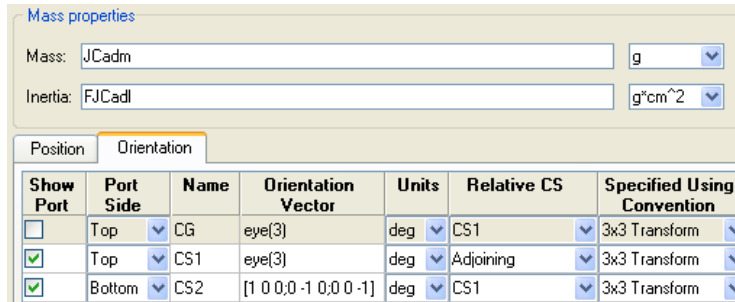 Mass properties
Mass: JCadm g
Inertia: FJCadI g*cm^2
Position Orientation
Show Port Port Side Name Orientation Vector Units Relative CS Specified Using Convention
Top CG eye(3) deg CS1 3x3 Transform
Top CS1 eye(3) deg Adjoining 3x3 Transform
Bottom CS2 [1 0 0;0 -1 0;0 0 -1] deg CS1 3x3 Transform